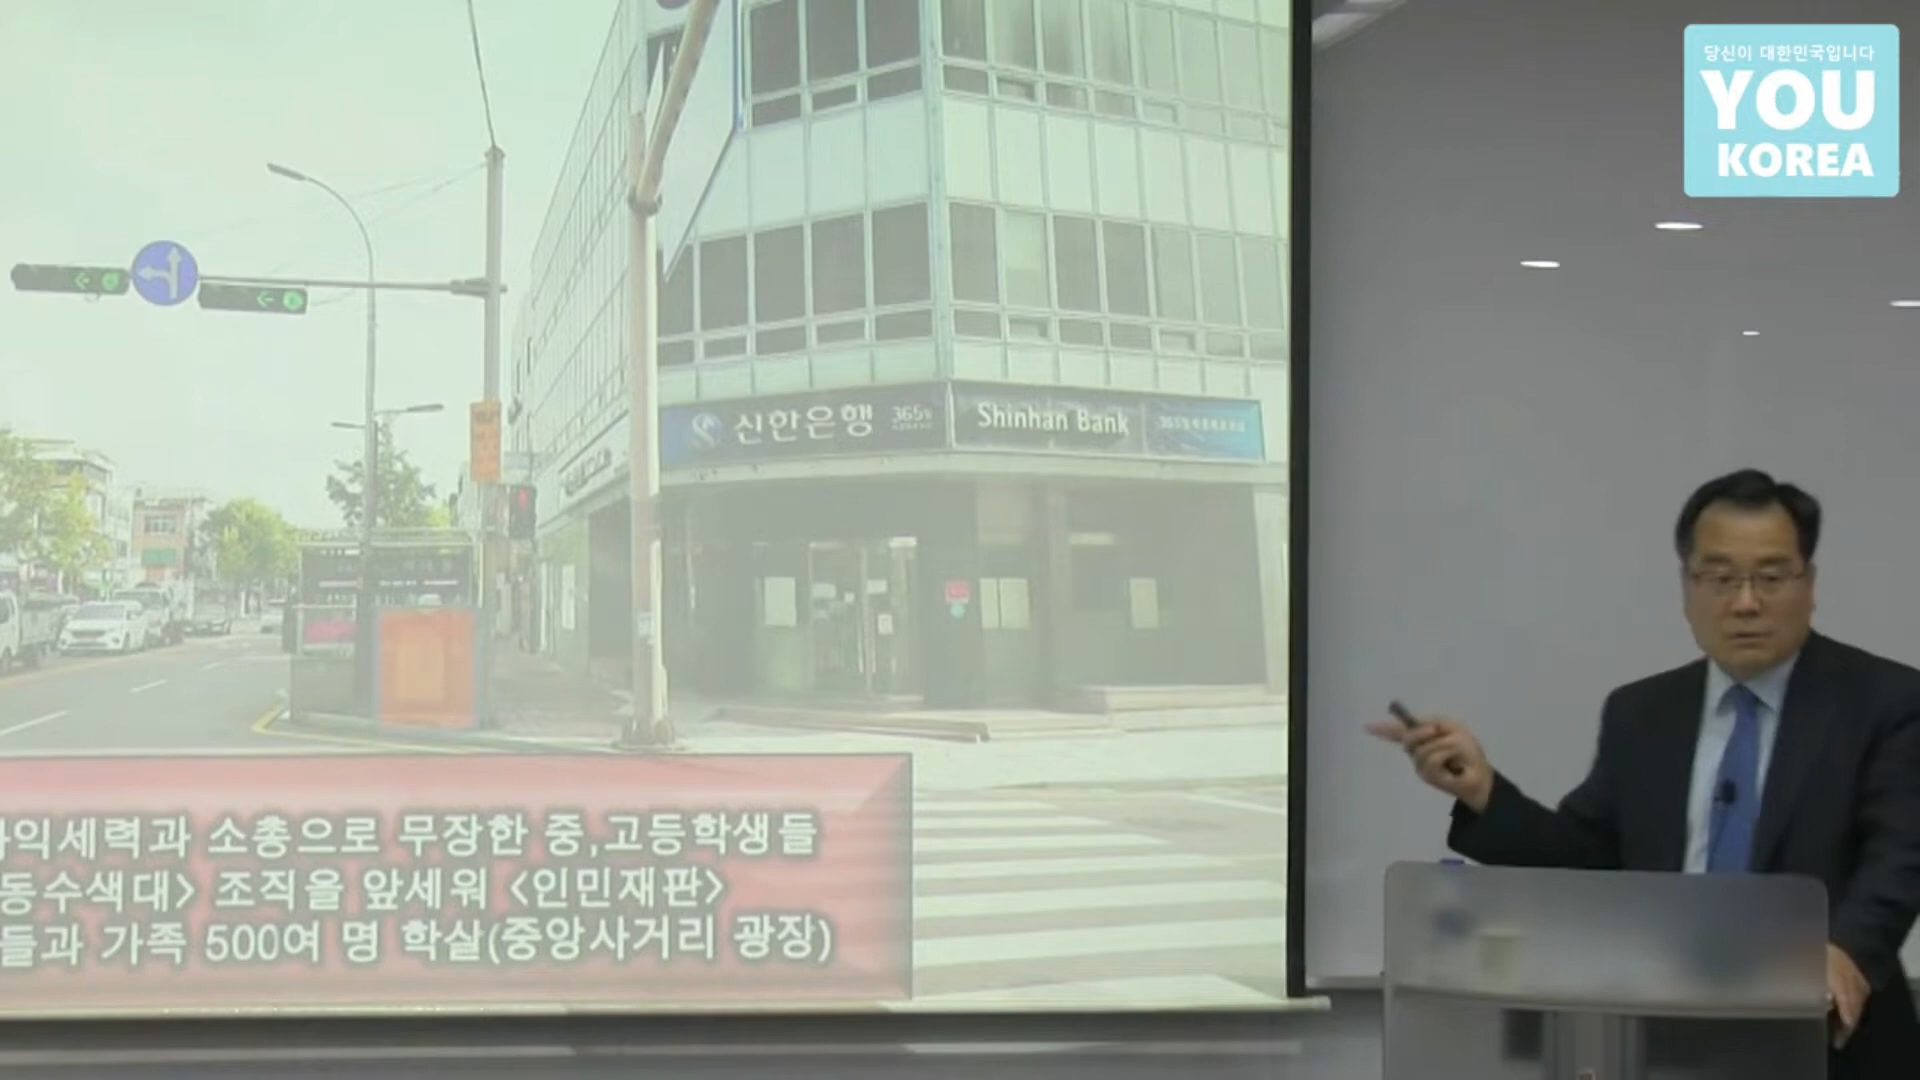 당신이 대한민국입니다
YOU
KOREA
신한은행 365
Shinhan Bank
익세력과 소총으로 무장한 중,고등학생들
동수색대> 조직을 앞세워 <인민재판>
들과 가족 500여 명 학살(중앙사거리 광장)